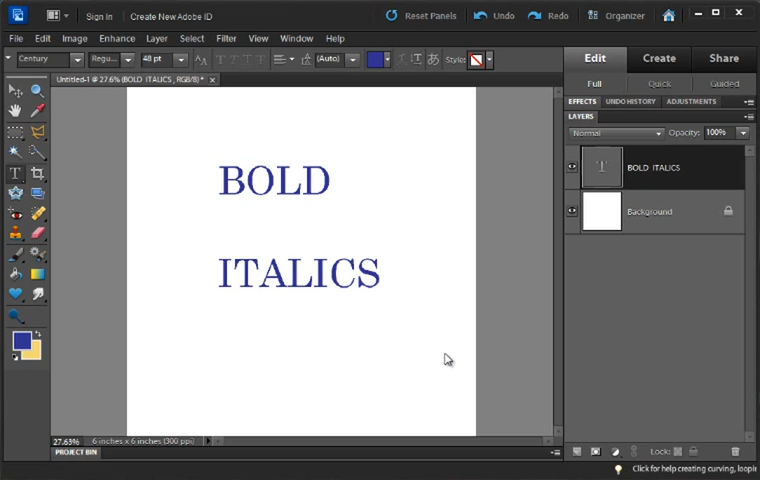 Sign In Create New Adobe ID Reset Panels Undo Redo Organizer
File Edit Image Enhance Layer Select Filter View Window Help
Century Regu... 48 pt (Auto) Style:
Edit Create Share
Full Quick Guided
Untitled-1 @ 27.6% (BOLD ITALICS , RGB/8) *
EFFECTS UNDO HISTORY ADJUSTMENTS
LAYERS
Normal Opacity: 100%
BOLD ITALICS
Background
BOLD
ITALICS
27.63% 6 inches x 6 inches (300 ppi)
Lock:
PROJECT BIN
Click for help creating curving, loopin